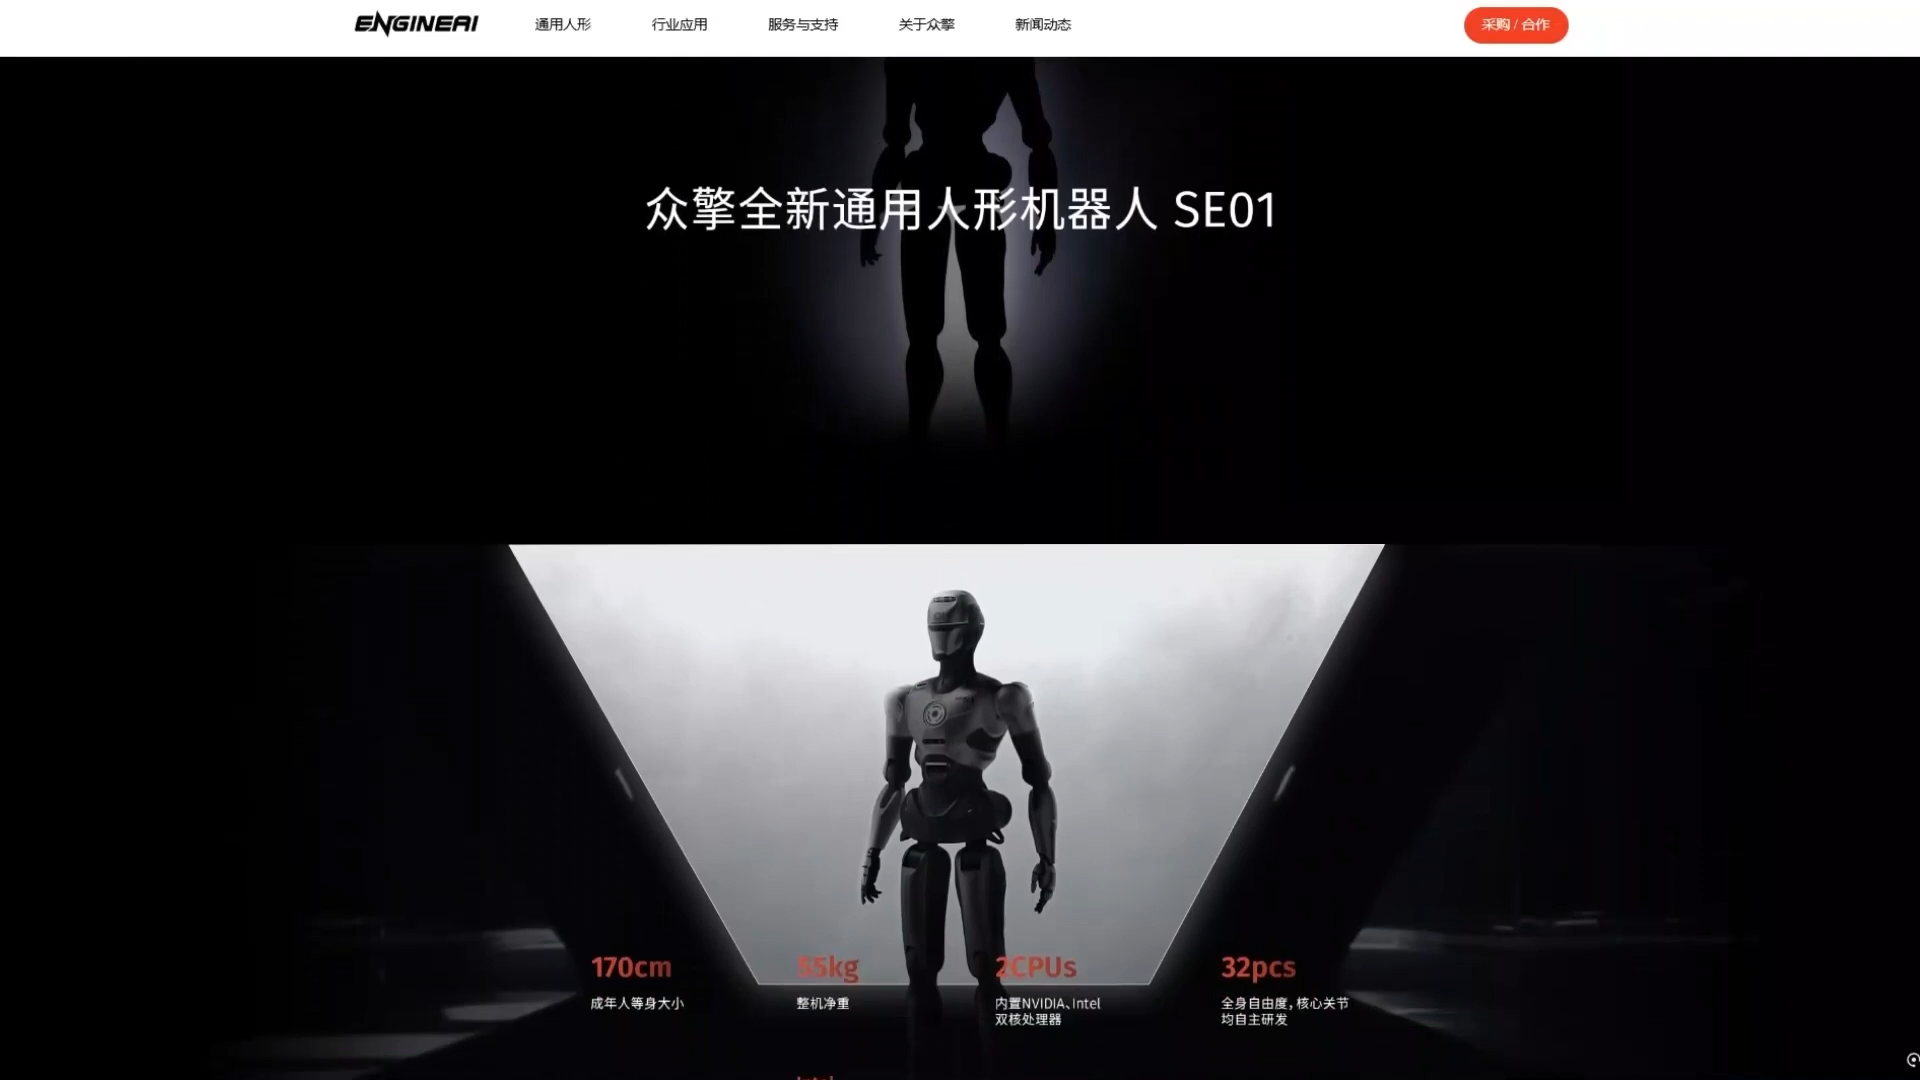 ENGINEAI
通用人形
行业应用
服务与支持
关于众擎
新闻动态
采购 / 合作
众擎全新通用人形机器人 SE01
170cm
成年人等身大小
55kg
整机净重
2CPUs
内置NVIDIA、Intel
双核处理器
32pcs
全身自由度，核心关节
均自主研发